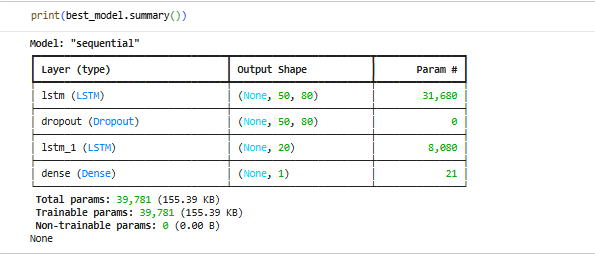 print(best_model.summary())
Model: "sequential"
Layer (type) Output Shape Param #
lstm (LSTM) (None, 50, 80) 31,680
dropout (Dropout) (None, 50, 80) 0
lstm_1 (LSTM) (None, 20) 8,080
dense (Dense) (None, 1) 21
Total params: 39,781 (155.39 KB)
Trainable params: 39,781 (155.39 KB)
Non-trainable params: 0 (0.00 B)
None